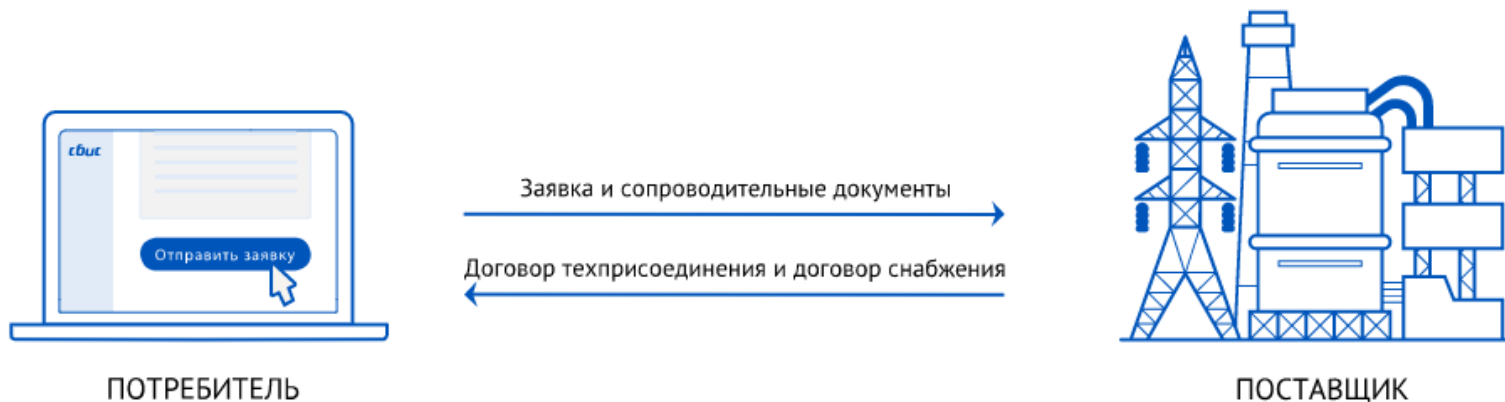 сбис
Отправить заявку
Заявка и сопроводительные документы
Договор техприсоединения и договор снабжения
ПОТРЕБИТЕЛЬ
ПОСТАВЩИК